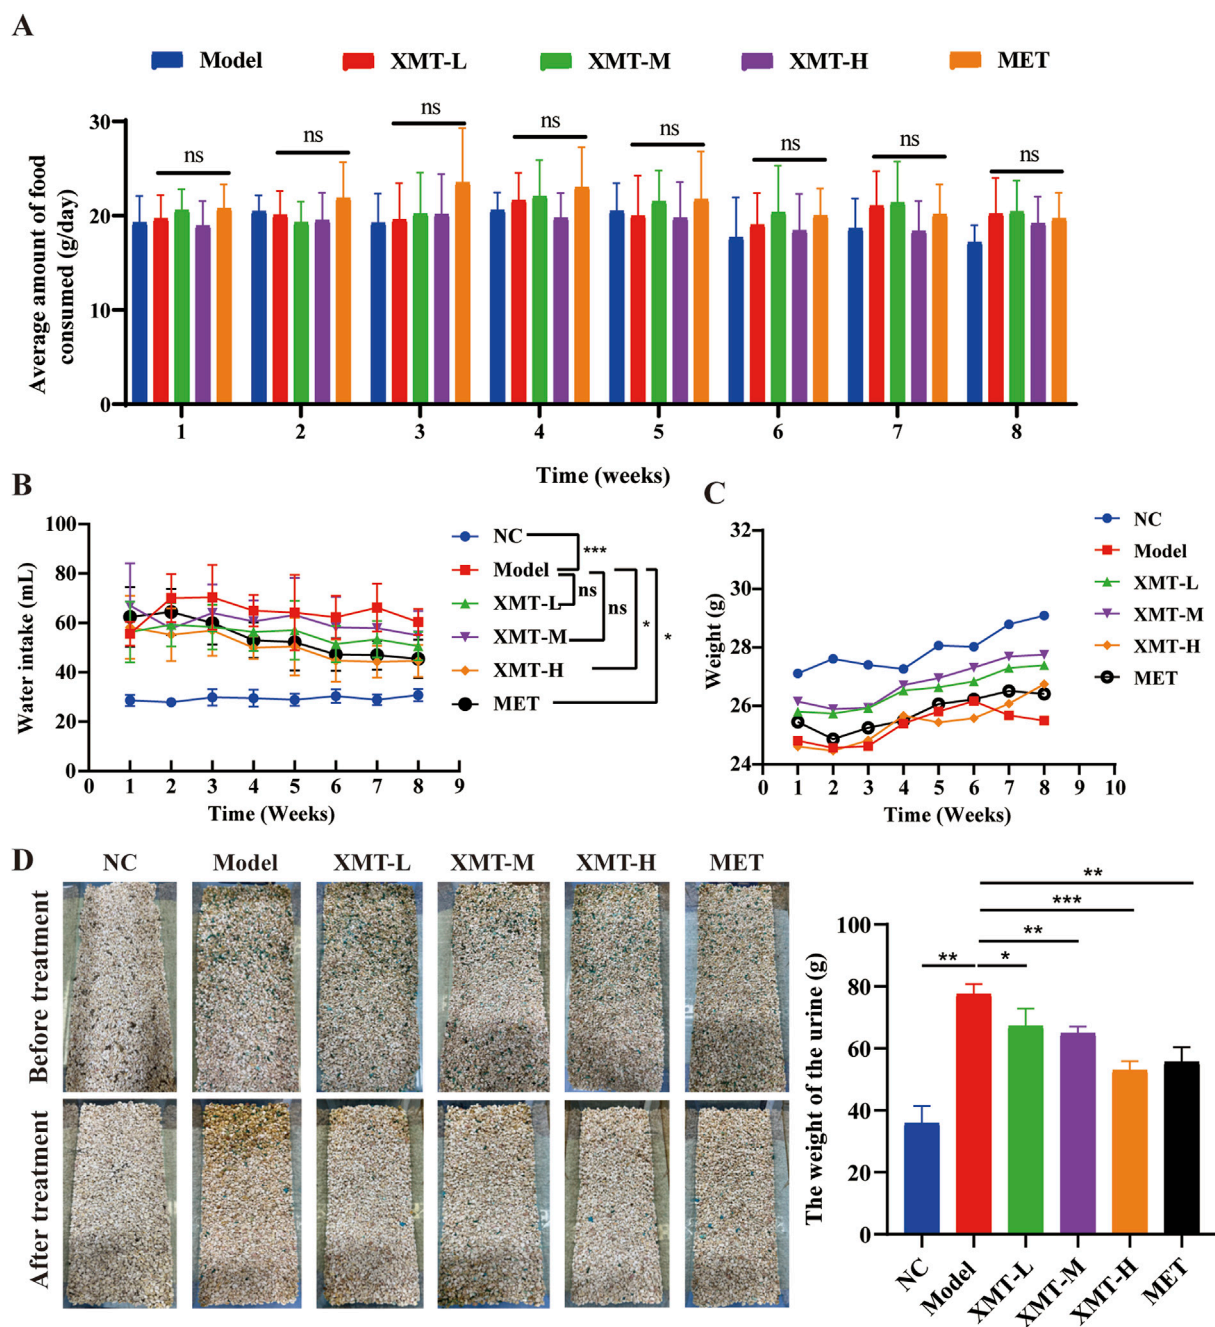 A
Model XMT-L XMT-M XMT-H MET
Average amount of food
consumed (g/day)
30
20
10
0
ns ns ns ns ns ns ns ns
1 2 3 4 5 6 7 8
Time (weeks)
B
Water intake (mL)
100
80
60
40
20
0
0 1 2 3 4 5 6 7 8 9
Time (Weeks)
NC
Model
XMT-L
XMT-M
XMT-H
MET
***
ns
ns
*
*
C
Weight (g)
32
30
28
26
24
0 1 2 3 4 5 6 7 8 9 10
Time (Weeks)
NC
Model
XMT-L
XMT-M
XMT-H
MET
D
NC Model XMT-L XMT-M XMT-H MET
Before treatment
After treatment
The weight of the urine (g)
100
80
60
40
20
0
**
***
**
** *
NC Model XMT-L XMT-M XMT-H MET